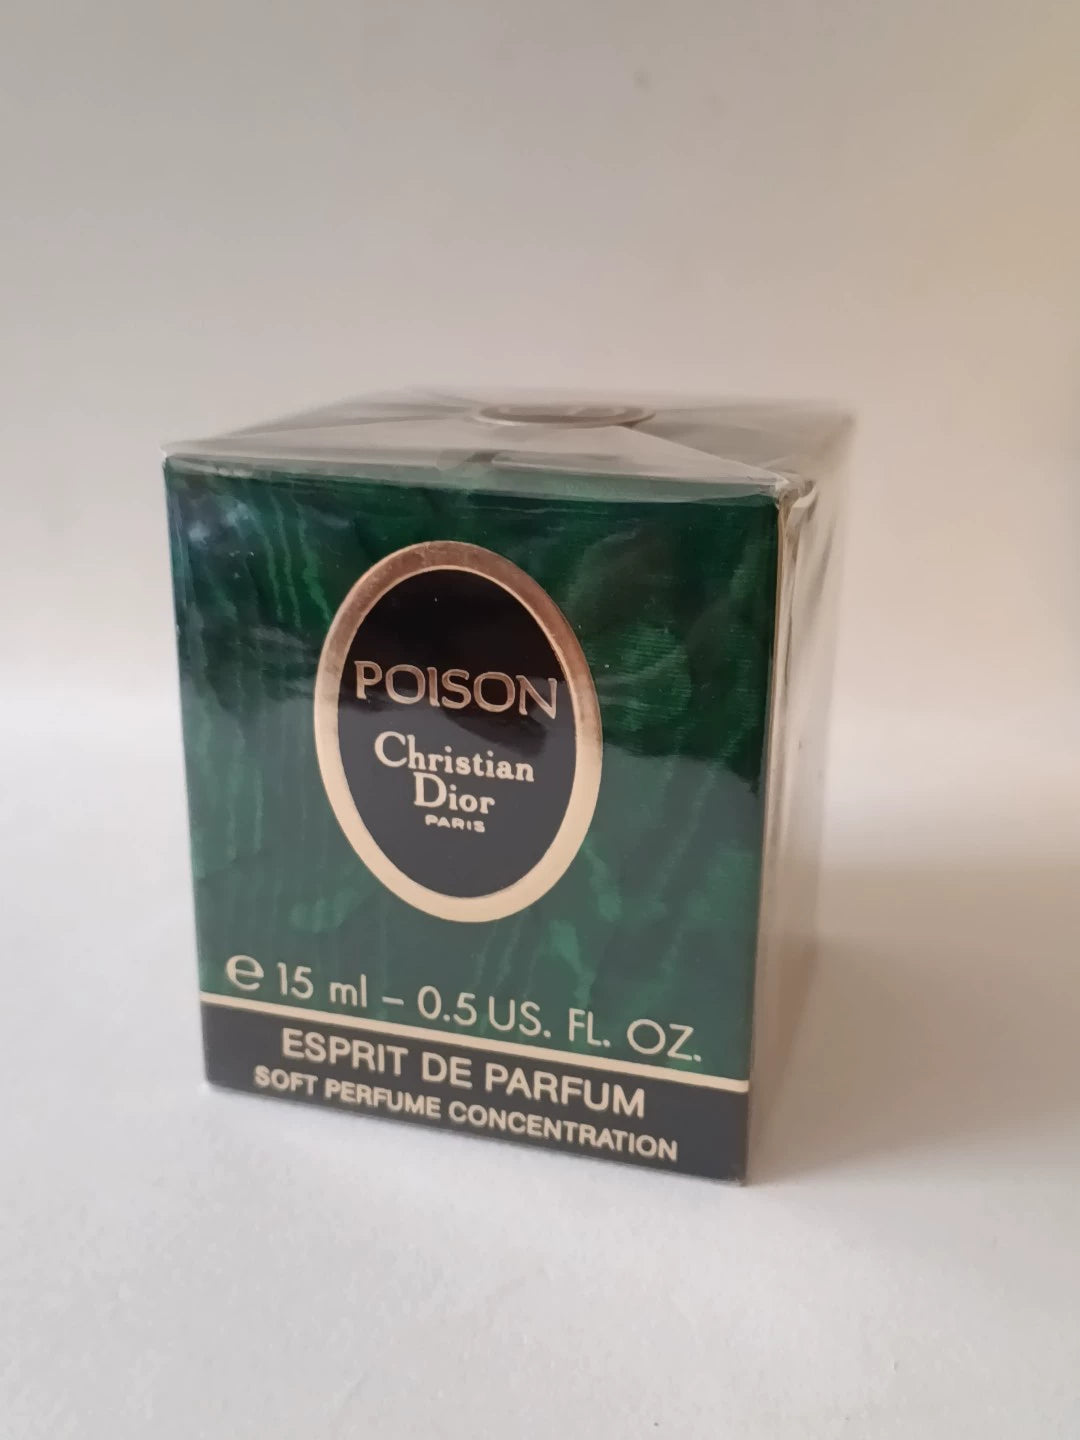 POISON
Christian
Dior
PARIS
℮ 15 ml – 0.5 US. FL. OZ.
ESPRIT DE PARFUM
SOFT PERFUME CONCENTRATION